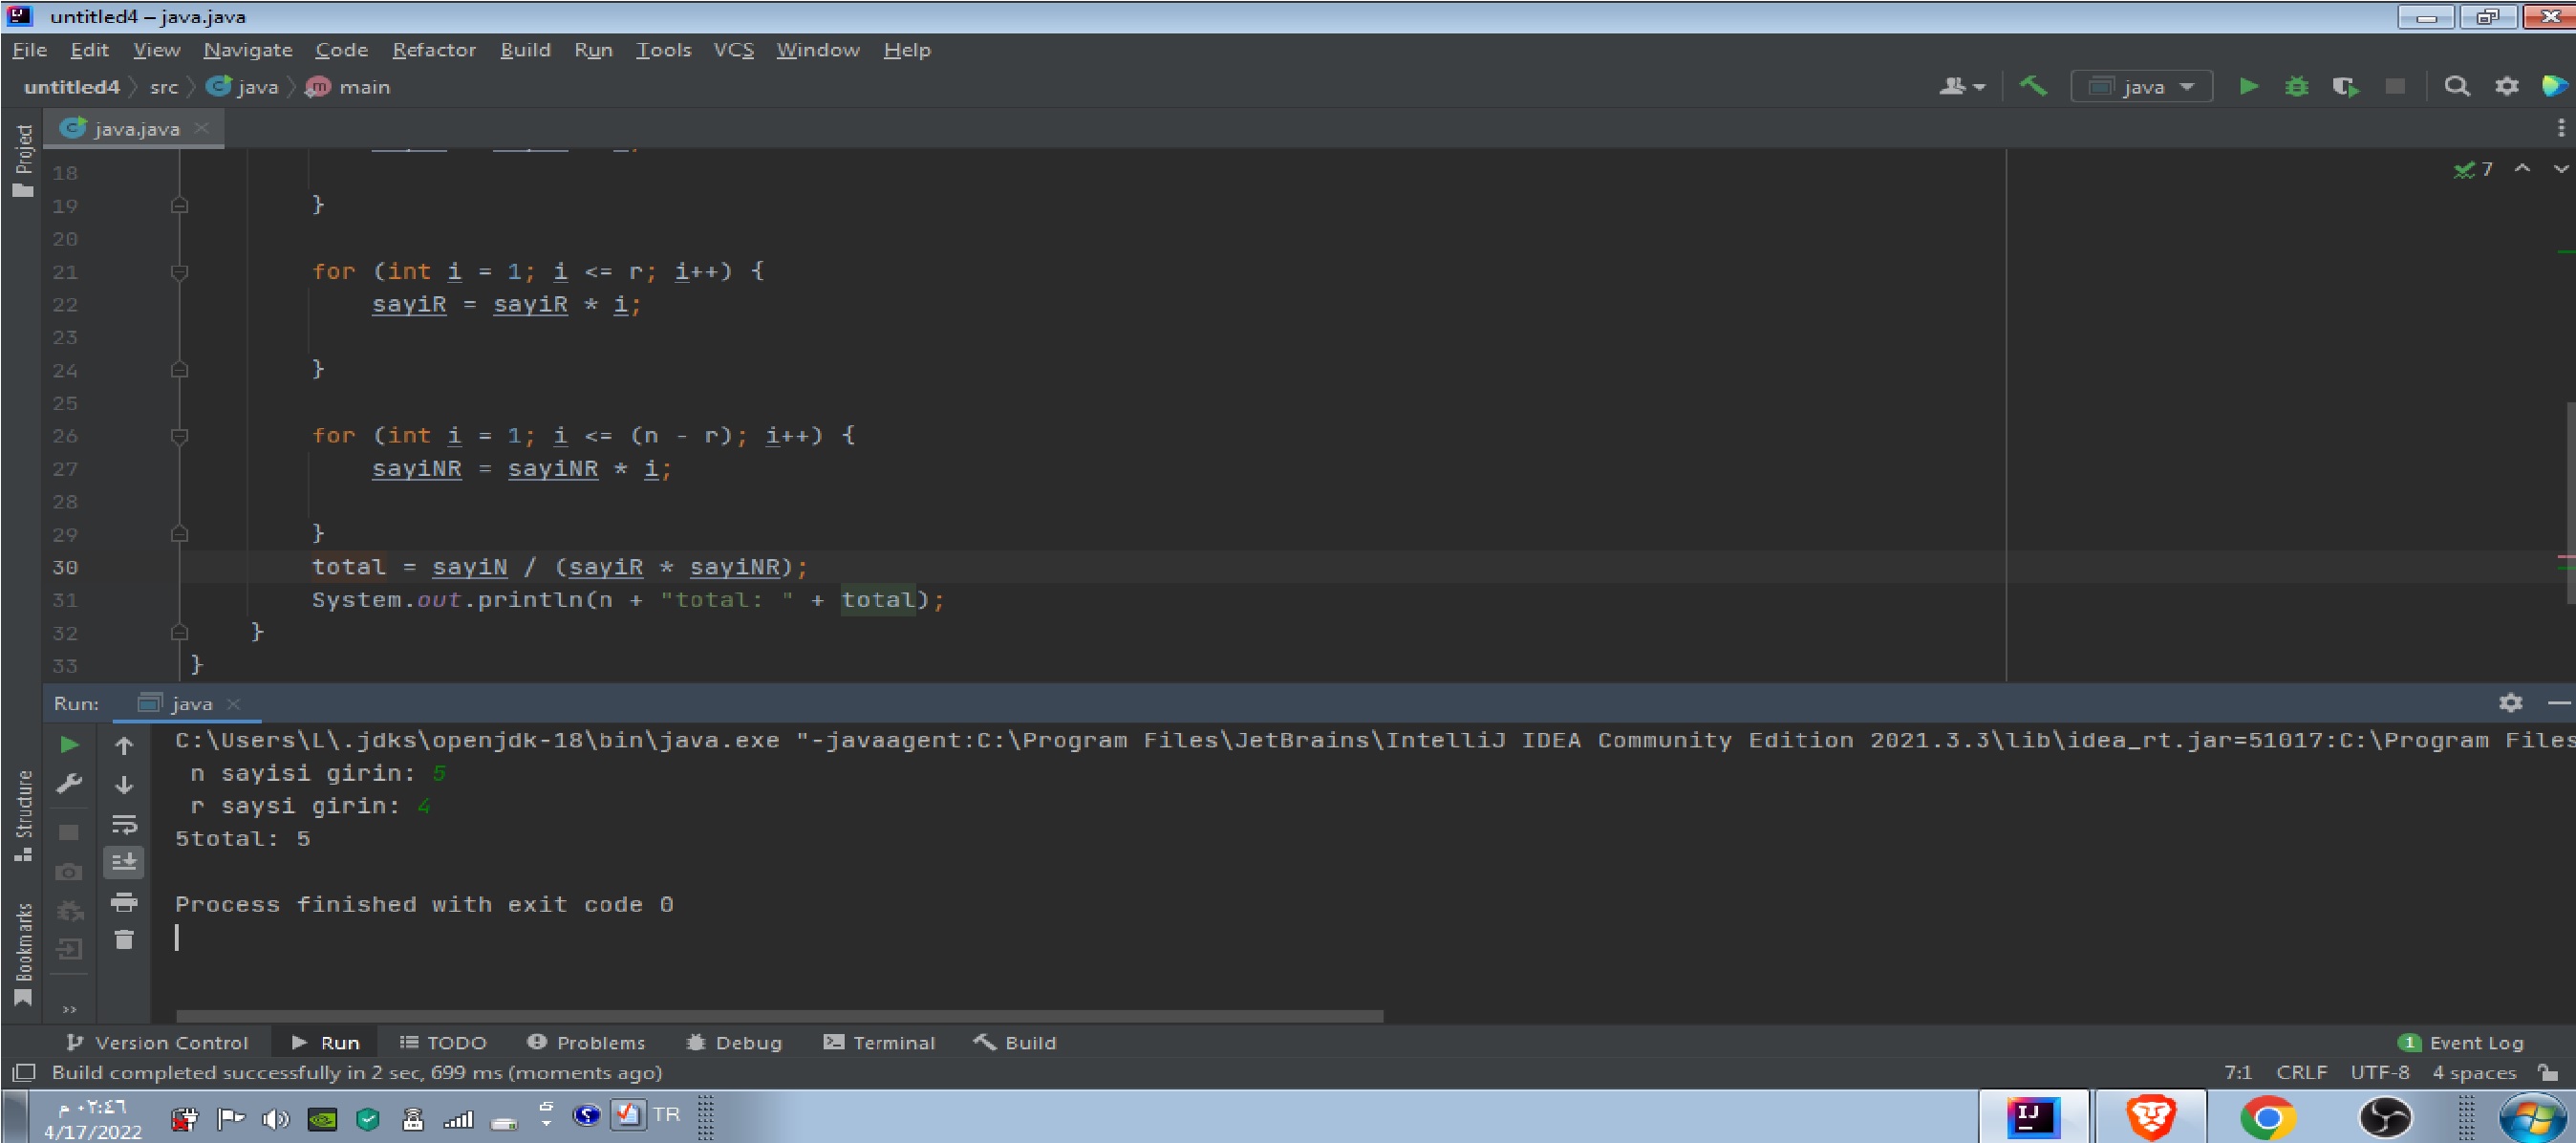 untitled4 – java.java
File Edit View Navigate Code Refactor Build Run Tools VCS Window Help
untitled4 src java main java
Project
java.java
18
7
19 }
20
21 for (int i = 1; i <= r; i++) {
22 sayiR = sayiR * i;
23
24 }
25
26 for (int i = 1; i <= (n - r); i++) {
27 sayiNR = sayiNR * i;
28
29 }
30 total = sayiN / (sayiR * sayiNR);
31 System.out.println(n + "total: " + total);
32 }
33 }
Run: java
C:\Users\L\.jdks\openjdk-18\bin\java.exe "-javaagent:C:\Program Files\JetBrains\IntelliJ IDEA Community Edition 2021.3.3\lib\idea_rt.jar=51017:C:\Program Files
n sayisi girin: 5
r saysi girin: 4
5total: 5
Process finished with exit code 0
Structure
Bookmarks
Version Control Run TODO Problems Debug Terminal Build 1 Event Log
Build completed successfully in 2 sec, 699 ms (moments ago) 7:1 CRLF UTF-8 4 spaces
٠٢:٤٦ م
4/17/2022
TR
IJ